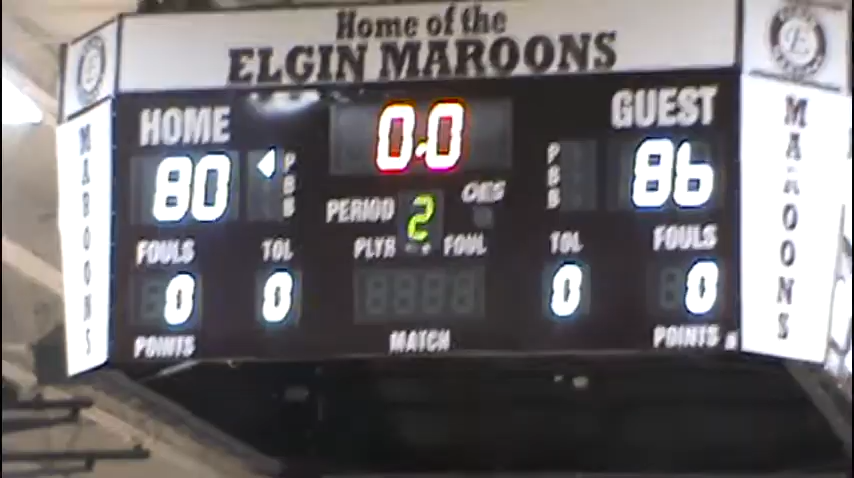 Home of the
ELGIN MAROONS
E
HOME
GUEST
0.0
80
P
B
B
P
B
B
86
PERIOD
2
OES
FOULS
TOL
PLYR
FOUL
TOL
FOULS
0
0
0
0
POINTS
MATCH
POINTS
MAROONS
MAROONS